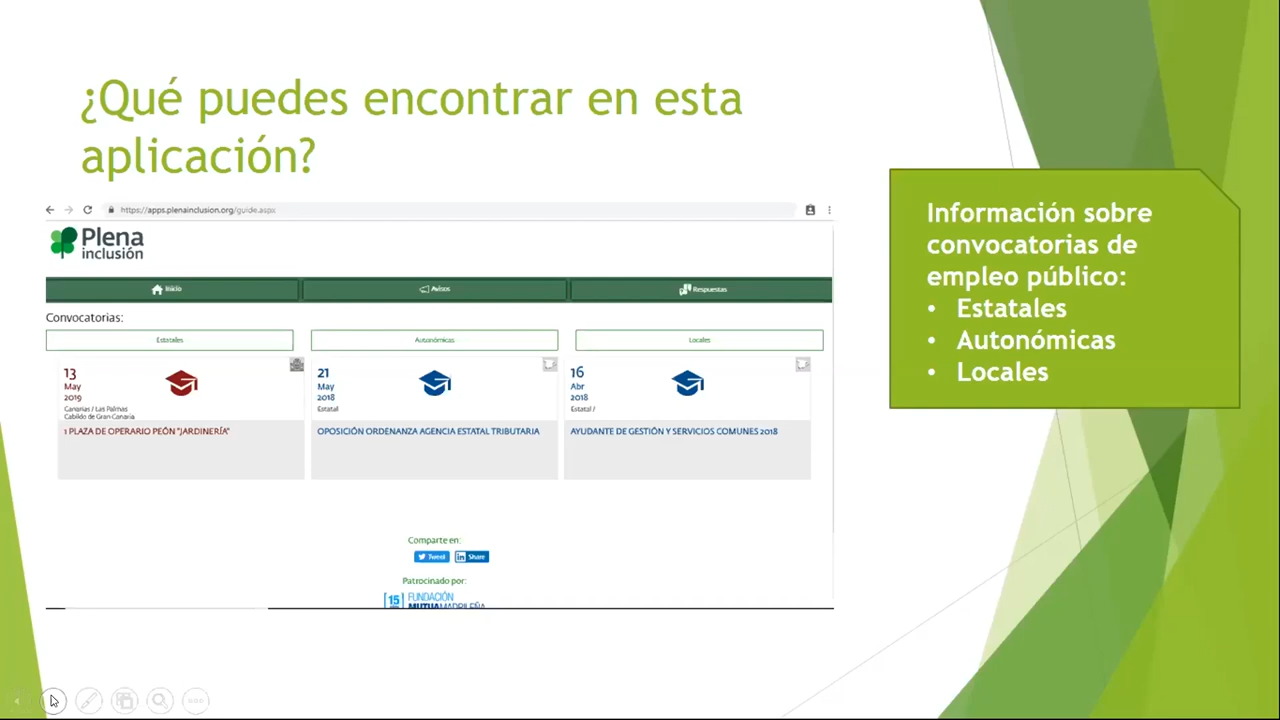 ¿Qué puedes encontrar en esta
aplicación?
https://apps.plenainclusion.org/guide.aspx
Plena
inclusión
Inicio
Avisos
Respuestas
Convocatorias:
Estatales
Autonómicas
Locales
13
May
2019
Canarias / Las Palmas
Cabildo de Gran Canaria
1 PLAZA DE OPERARIO PEÓN "JARDINERÍA"
21
May
2018
Estatal
OPOSICIÓN ORDENANZA AGENCIA ESTATAL TRIBUTARIA
16
Abr
2018
Estatal /
AYUDANTE DE GESTIÓN Y SERVICIOS COMUNES 2018
Comparte en:
Tweet
in Share
Patrocinado por:
15
FUNDACIÓN
MUTUAMADRILEÑA
Información sobre
convocatorias de
empleo público:
• Estatales
• Autonómicas
• Locales